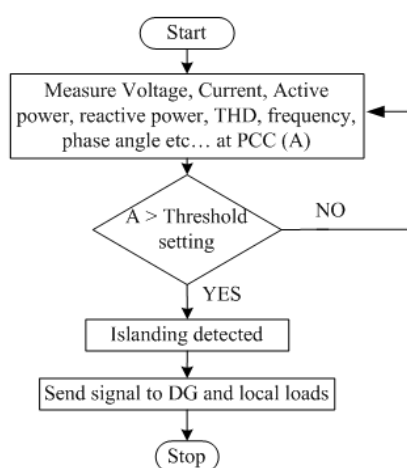 Start
Measure Voltage, Current, Active
power, reactive power, THD, frequency,
phase angle etc... at PCC (A)
A > Threshold
setting
NO
YES
Islanding detected
Send signal to DG and local loads
Stop